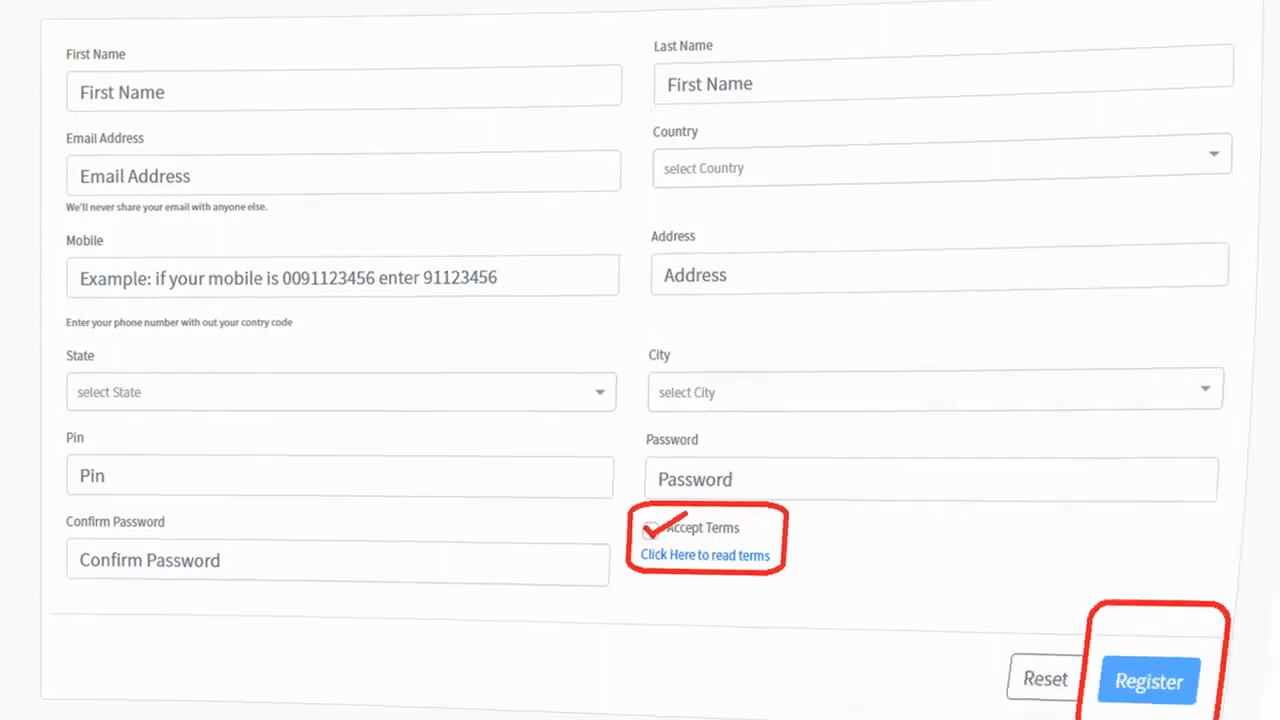 First Name
Last Name
First Name
First Name
Email Address
Country
Email Address
select Country
We'll never share your email with anyone else.
Mobile
Address
Example: if your mobile is 0091123456 enter 91123456
Address
Enter your phone number with out your contry code
State
City
select State
select City
Pin
Password
Pin
Password
Confirm Password
Accept Terms
Confirm Password
Click Here to read terms
Reset
Register